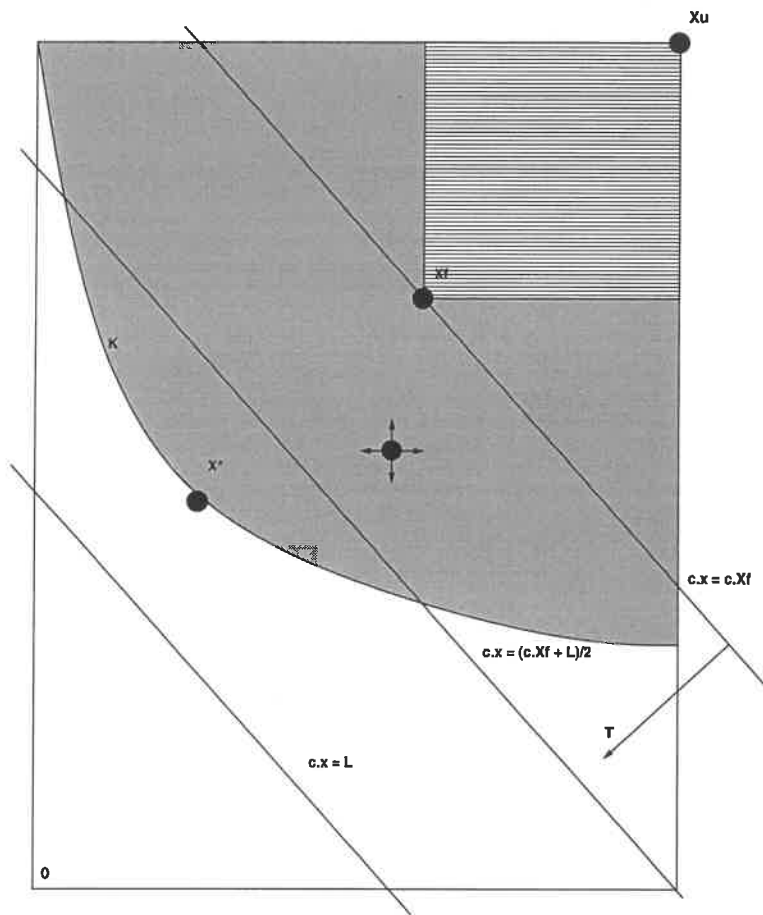 Xu
Xf
K
X*
c.x = c.Xf
c.x = (c.Xf + L)/2
T
c.x = L
0